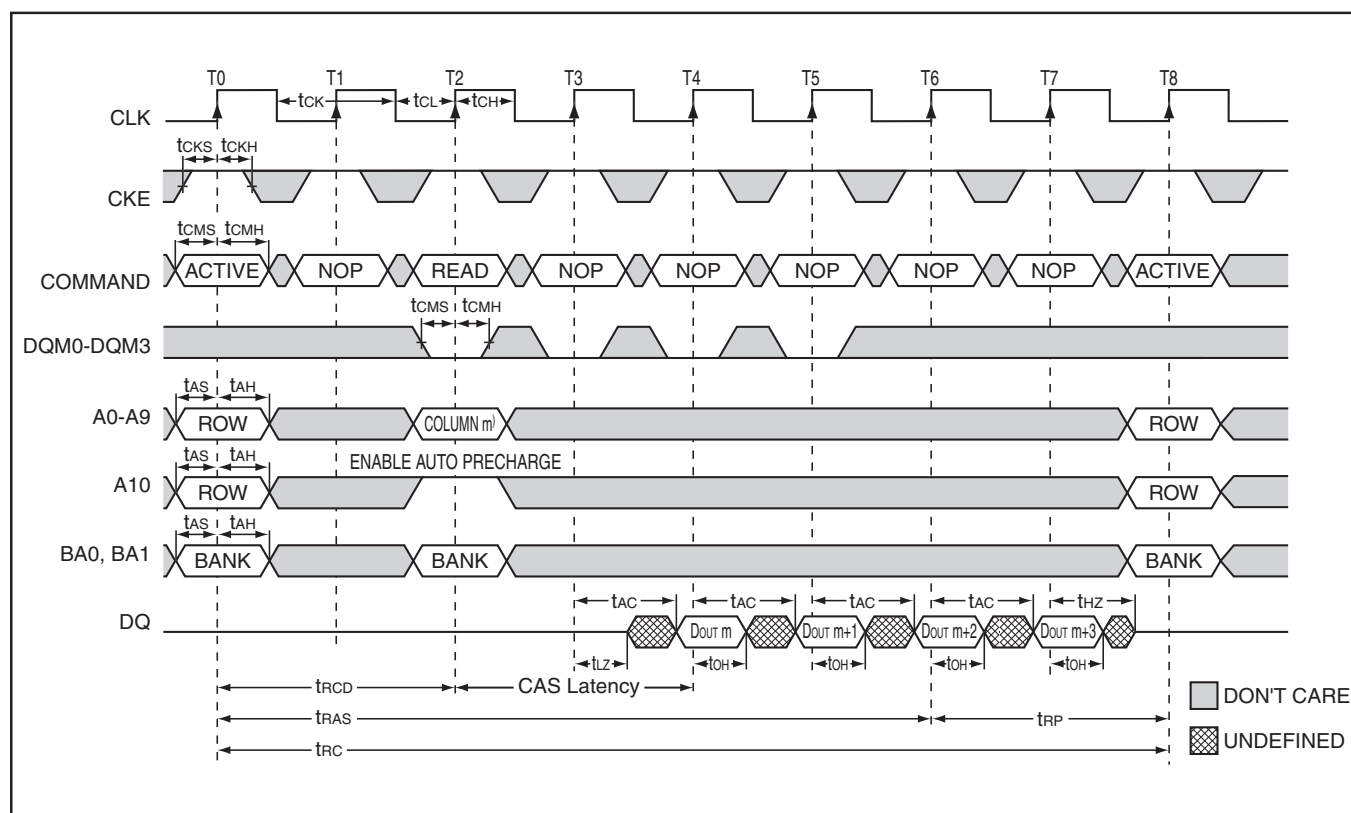 T0 T1 T2 T3 T4 T5 T6 T7 T8
tCK tCL tCH
CLK
tCKS tCKH
CKE
tCMS tCMH
COMMAND ACTIVE NOP READ NOP NOP NOP NOP NOP ACTIVE
tCMS tCMH
DQM0-DQM3
tAS tAH
A0-A9 ROW COLUMN m) ROW
tAS tAH ENABLE AUTO PRECHARGE
A10 ROW ROW
tAS tAH
BA0, BA1 BANK BANK BANK
tAC tAC tAC tAC tHZ
DQ DOUT m DOUT m+1 DOUT m+2 DOUT m+3
tLZ tOH tOH tOH tOH
tRCD CAS Latency
DON'T CARE
tRAS tRP
UNDEFINED
tRC